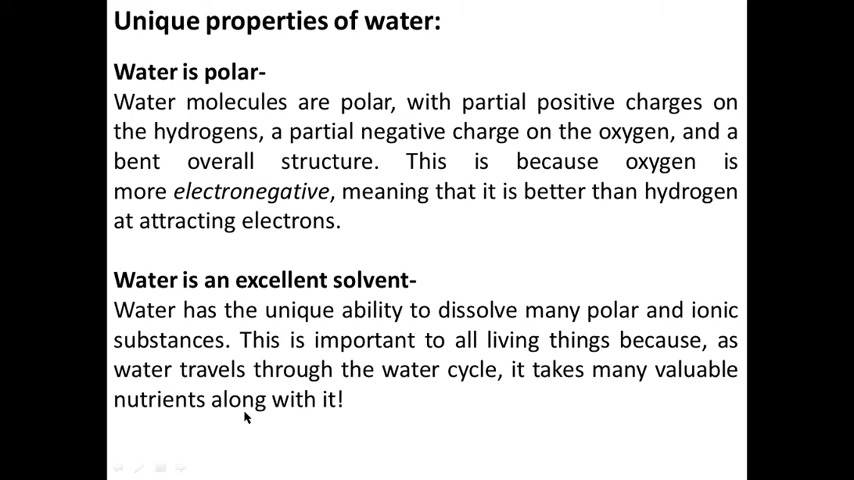 Unique properties of water:
Water is polar-
Water molecules are polar, with partial positive charges on
the hydrogens, a partial negative charge on the oxygen, and a
bent overall structure. This is because oxygen is
more electronegative, meaning that it is better than hydrogen
at attracting electrons.
Water is an excellent solvent-
Water has the unique ability to dissolve many polar and ionic
substances. This is important to all living things because, as
water travels through the water cycle, it takes many valuable
nutrients along with it!